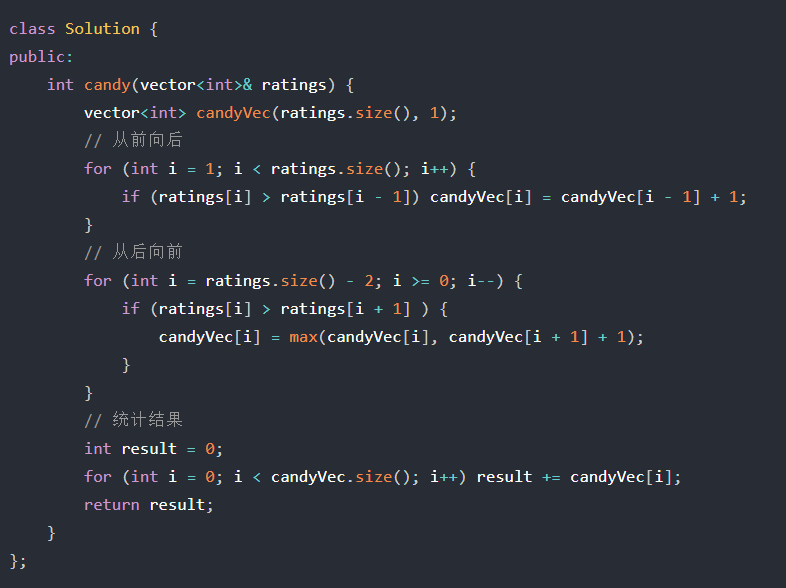 class Solution {
public:
    int candy(vector<int>& ratings) {
        vector<int> candyVec(ratings.size(), 1);
        // 从前向后
        for (int i = 1; i < ratings.size(); i++) {
            if (ratings[i] > ratings[i - 1]) candyVec[i] = candyVec[i - 1] + 1;
        }
        // 从后向前
        for (int i = ratings.size() - 2; i >= 0; i--) {
            if (ratings[i] > ratings[i + 1] ) {
                candyVec[i] = max(candyVec[i], candyVec[i + 1] + 1);
            }
        }
        // 统计结果
        int result = 0;
        for (int i = 0; i < candyVec.size(); i++) result += candyVec[i];
        return result;
    }
};